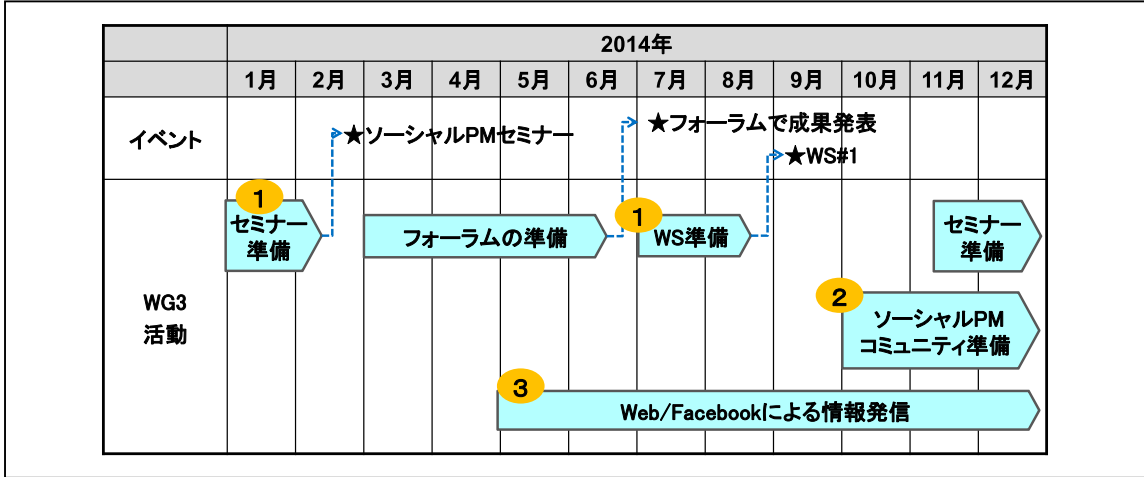 2014年
1月 2月 3月 4月 5月 6月 7月 8月 9月 10月 11月 12月
イベント
★ソーシャルPMセミナー
★フォーラムで成果発表
★WS#1
WG3
活動
1
セミナー
準備
フォーラムの準備
1
WS準備
セミナー
準備
2
ソーシャルPM
コミュニティ準備
3
Web/Facebookによる情報発信